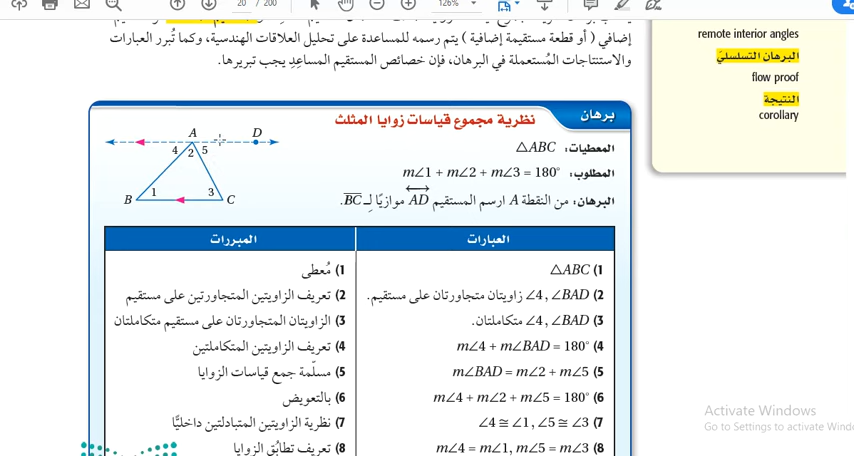 20 / 200
126%
إضافي ( أو قطعة مستقيمة إضافية ) يتم رسمه للمساعدة على تحليل العلاقات الهندسية، وكما تُبرر العبارات
والاستنتاجات المُستعملة في البرهان، فإن خصائص المستقيم المساعِدِ يجب تبريرها.
remote interior angles
البرهان التسلسليّ
flow proof
النتيجة
corollary
برهان
نظرية مجموع قياسات زوايا المثلث
المعطيات: △ABC
المطلوب: m∠1 + m∠2 + m∠3 = 180°
البرهان: من النقطة A ارسم المستقيم AD موازيًا لِـ BC.
A D
4 2 5
1 3
B C
العبارات المبررات
1) △ABC 1) مُعطى
2) ∠4, ∠BAD زاويتان متجاورتان على مستقيم. 2) تعريف الزاويتين المتجاورتين على مستقيم
3) ∠4, ∠BAD متكاملتان. 3) الزاويتان المتجاورتان على مستقيم متكاملتان
4) m∠4 + m∠BAD = 180° 4) تعريف الزاويتين المتكاملتين
5) m∠BAD = m∠2 + m∠5 5) مسلّمة جمع قياسات الزوايا
6) m∠4 + m∠2 + m∠5 = 180° 6) بالتعويض
7) ∠4 ≅ ∠1, ∠5 ≅ ∠3 7) نظرية الزاويتين المتبادلتين داخليًّا
8) m∠4 = m∠1, m∠5 = m∠3 8) تعريف تطابُق الزوايا
Activate Windows
Go to Settings to activate Wind